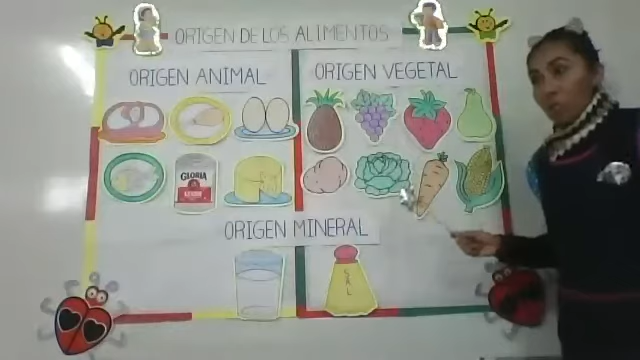 ORIGEN DE LOS ALIMENTOS
ORIGEN ANIMAL
ORIGEN VEGETAL
GLORIA
ORIGEN MINERAL
SAL